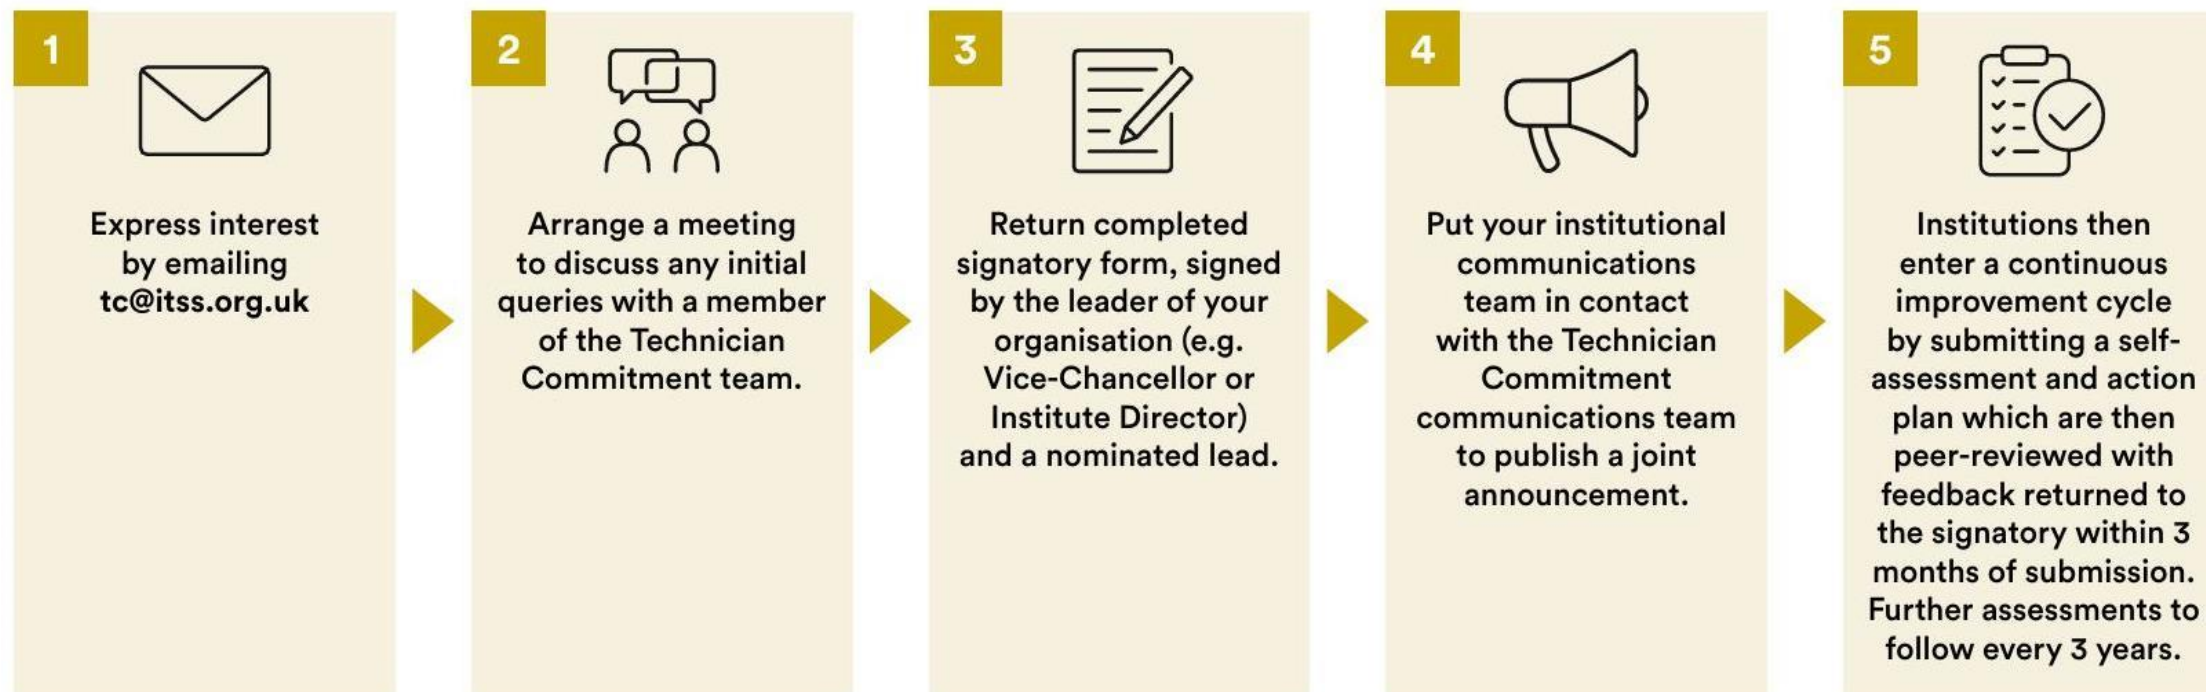 1
Express interest
by emailing
tc@itss.org.uk
2
Arrange a meeting
to discuss any initial
queries with a member
of the Technician
Commitment team.
3
Return completed
signatory form, signed
by the leader of your
organisation (e.g.
Vice-Chancellor or
Institute Director)
and a nominated lead.
4
Put your institutional
communications
team in contact
with the Technician
Commitment
communications team
to publish a joint
announcement.
5
Institutions then
enter a continuous
improvement cycle
by submitting a self-
assessment and action
plan which are then
peer-reviewed with
feedback returned to
the signatory within 3
months of submission.
Further assessments to
follow every 3 years.